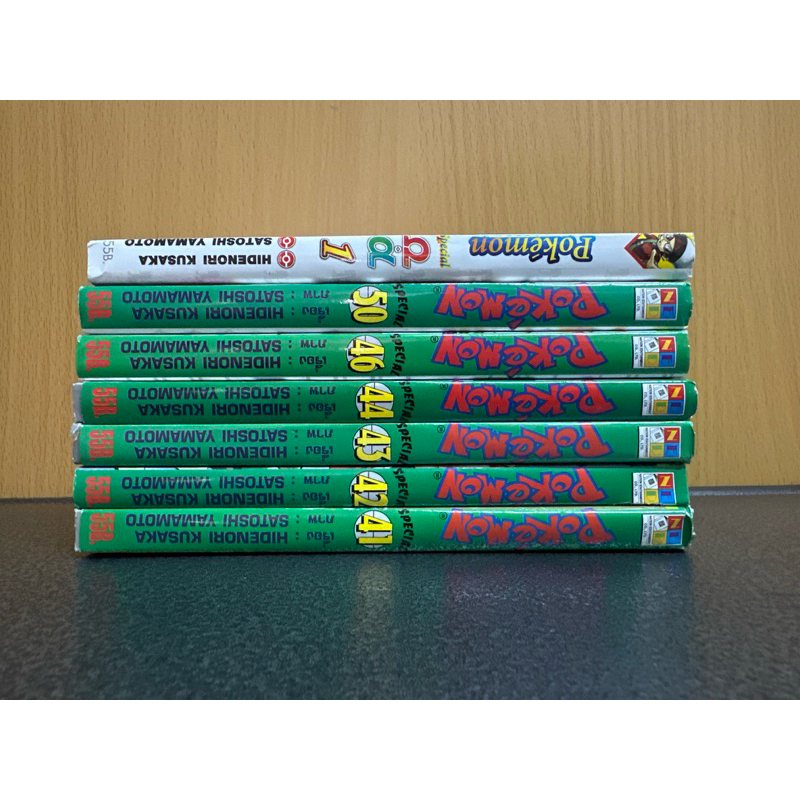 Pokémon Special Ω α 1 HIDENORI KUSAKA SATOSHI YAMAMOTO 55B.
POKéMON® SPECIAL 50 เรื่อง : HIDENORI KUSAKA ภาพ : SATOSHI YAMAMOTO 55B.
POKéMON® SPECIAL 46 เรื่อง : HIDENORI KUSAKA ภาพ : SATOSHI YAMAMOTO 55B.
POKéMON® SPECIAL 44 เรื่อง : HIDENORI KUSAKA ภาพ : SATOSHI YAMAMOTO 55B.
POKéMON® SPECIAL 43 เรื่อง : HIDENORI KUSAKA ภาพ : SATOSHI YAMAMOTO 55B.
POKéMON® SPECIAL 42 เรื่อง : HIDENORI KUSAKA ภาพ : SATOSHI YAMAMOTO 55B.
POKéMON® SPECIAL 41 เรื่อง : HIDENORI KUSAKA ภาพ : SATOSHI YAMAMOTO 55B.